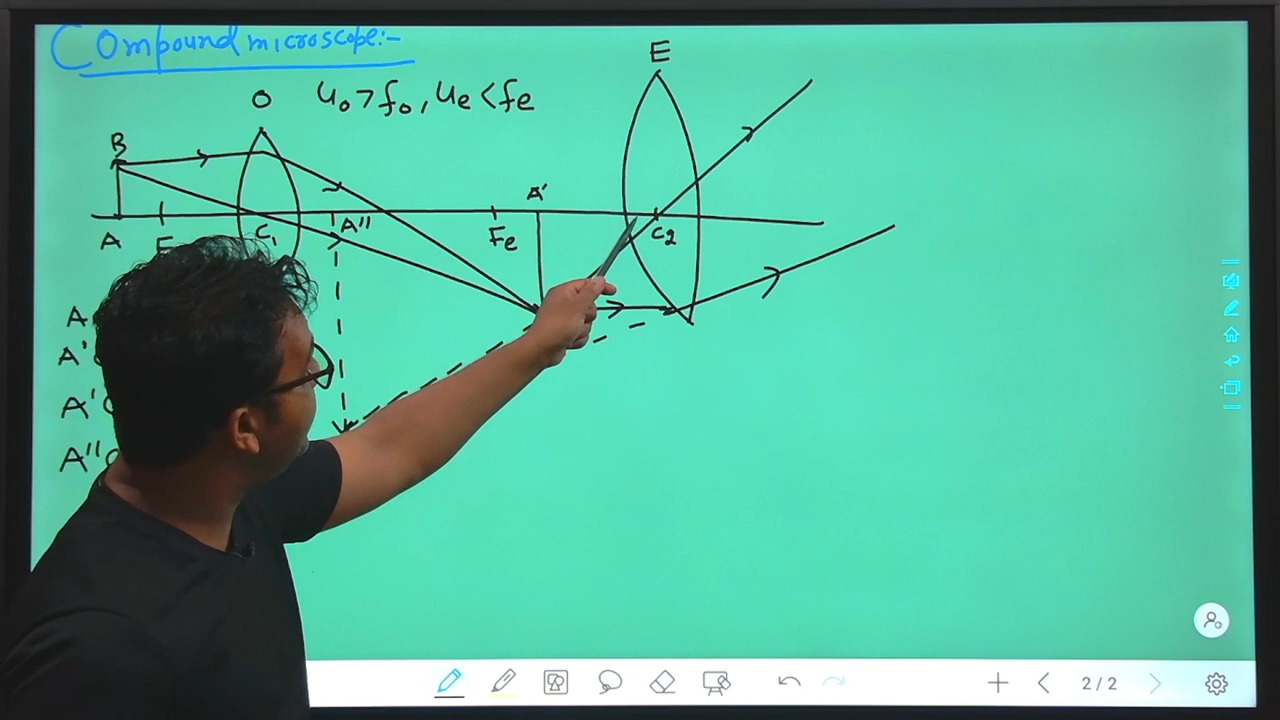 Compound microscope:-
O u₀>f₀, uₑ<fₑ
E
B
A'
A F C₁ A" Fe C₂
A
A'
A'
A"
2/2